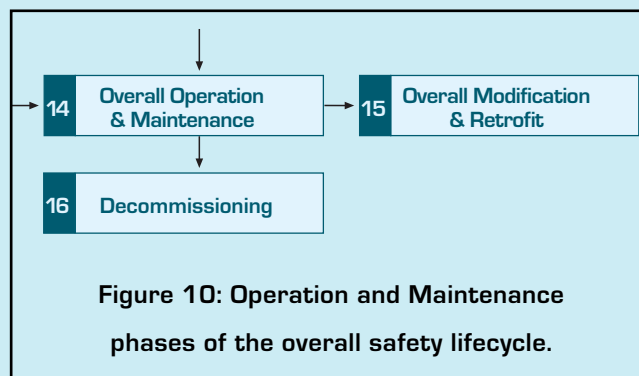 14
Overall Operation
& Maintenance
15
Overall Modification
& Retrofit
16
Decommissioning
Figure 10: Operation and Maintenance
phases of the overall safety lifecycle.